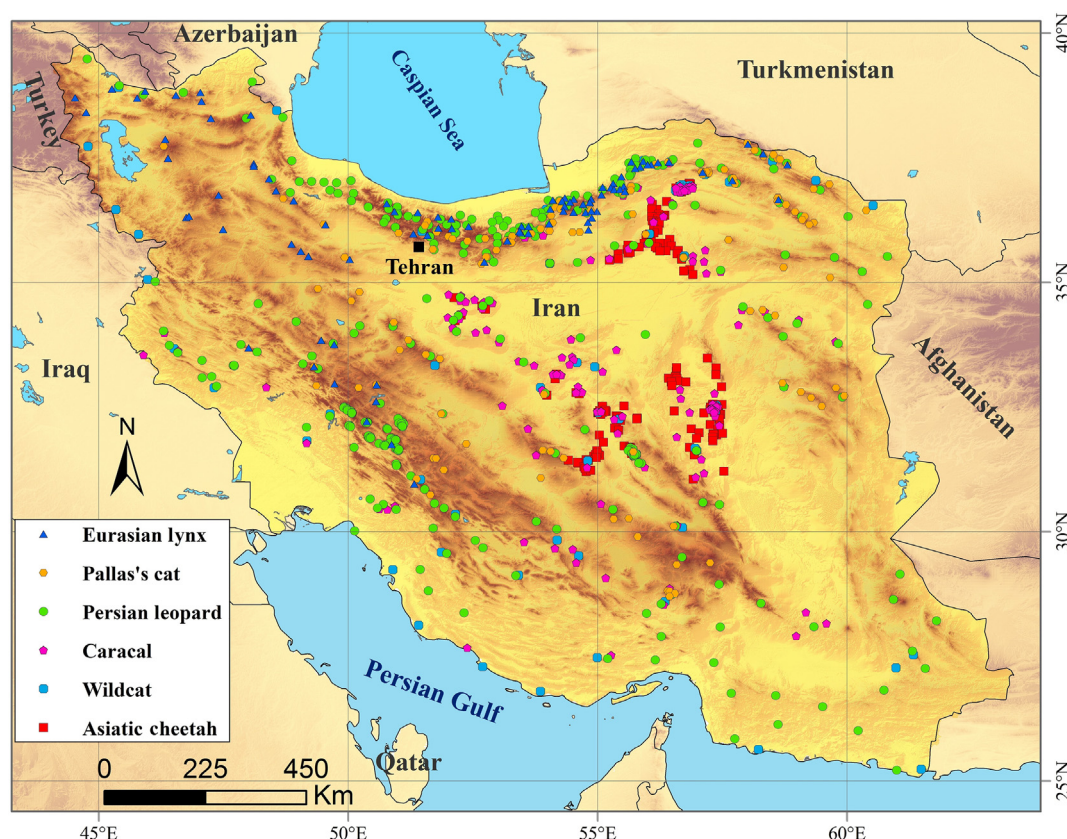 Azerbaijan
40°N
Turkey
Caspian Sea
Turkmenistan
Tehran
35°N
Iran
Iraq
Afghanistan
N
30°N
Eurasian lynx
Pallas's cat
Persian leopard
Caracal
Wildcat
Asiatic cheetah
Persian Gulf
Qatar
0 225 450
Km
25°N
45°E 50°E 55°E 60°E